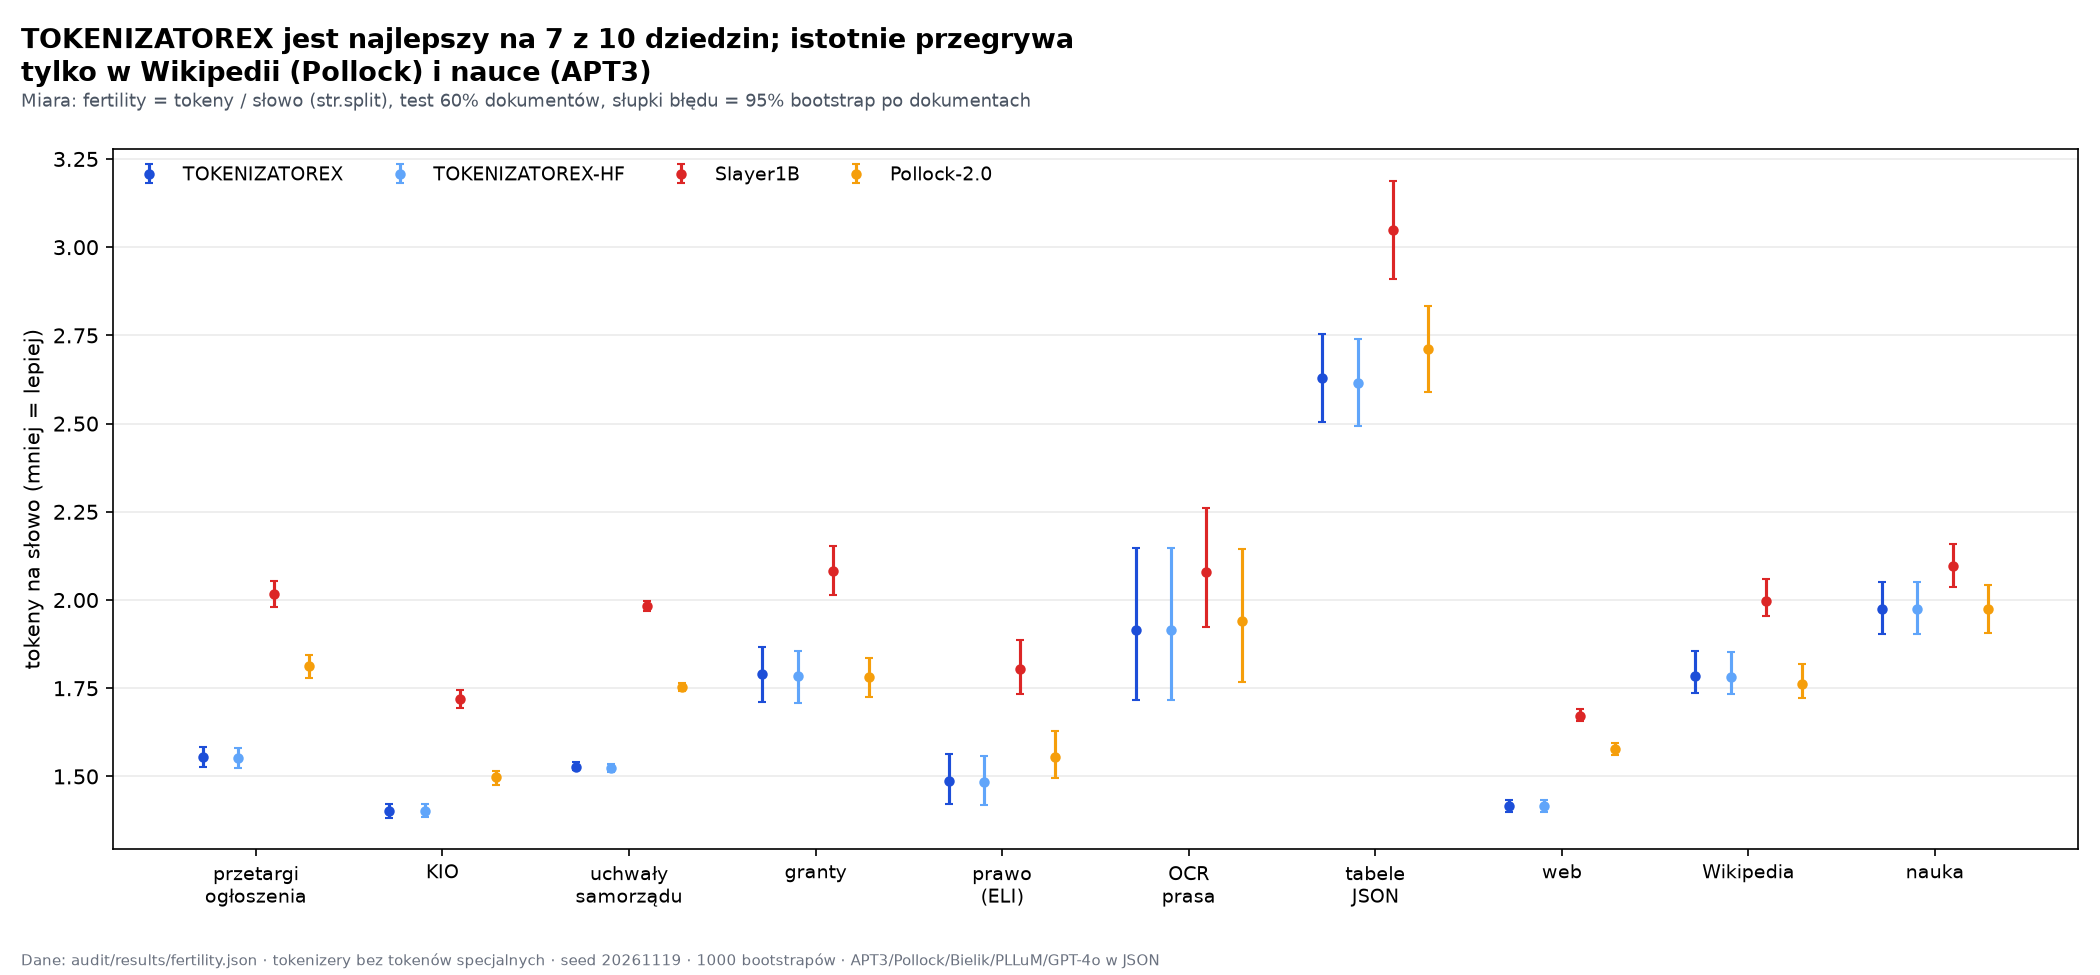 TOKENIZATOREX jest najlepszy na 7 z 10 dziedzin; istotnie przegrywa
tylko w Wikipedii (Pollock) i nauce (APT3)
Miara: fertility = tokeny / słowo (str.split), test 60% dokumentów, słupki błędu = 95% bootstrap po dokumentach
TOKENIZATOREX
TOKENIZATOREX-HF
Slayer1B
Pollock-2.0
tokeny na słowo (mniej = lepiej)
3.25
3.00
2.75
2.50
2.25
2.00
1.75
1.50
przetargi
ogłoszenia
KIO
uchwały
samorządu
granty
prawo
(ELI)
OCR
prasa
tabele
JSON
web
Wikipedia
nauka
Dane: audit/results/fertility.json · tokenizery bez tokenów specjalnych · seed 20261119 · 1000 bootstrapów · APT3/Pollock/Bielik/PLLuM/GPT-4o w JSON